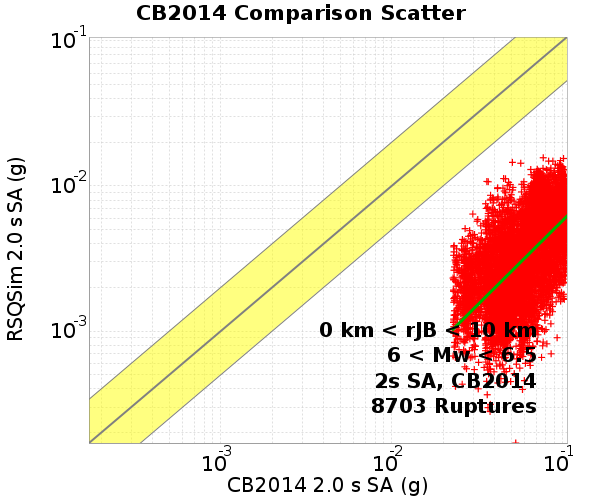 CB2014 Comparison Scatter
10-1
10-2
10-3
RSQSim 2.0 s SA (g)
0 km < rJB < 10 km
6 < Mw < 6.5
2s SA, CB2014
8703 Ruptures
10-3 10-2 10-1
CB2014 2.0 s SA (g)